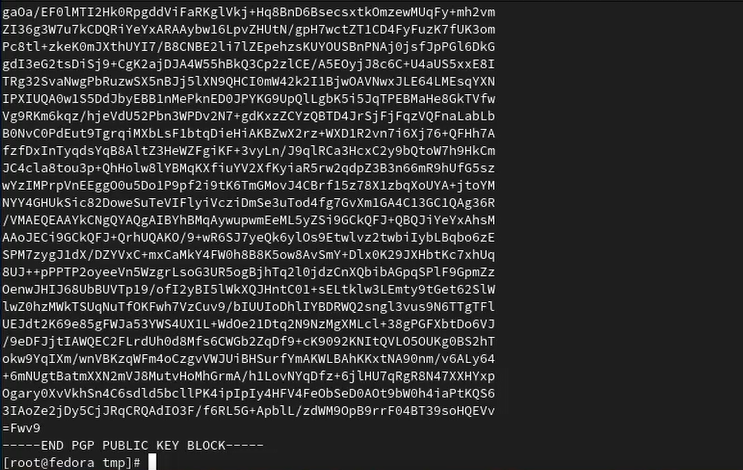 gaOa/EF0lMTI2Hk0RpgddViFaRKglVkj+Hq8BnD6BsecsxtkOmzewMUqFy+mh2vm
ZI36g3W7u7kCDQRiYeYxARAAybw16LpvZHUtN/gpH7wctZT1CD4FyFuzK7fUK3om
Pc8tl+zkeK0mJXthUYI7/B8CNBE2li7lZEpehzsKUYOUSBnPNAj0jsfJpPGl6DkG
gdI3eG2tsDiSj9+CgK2ajDJA4W55hBkQ3Cp2zlCE/A5EOyjJ8c6C+U4aUS5xxE8I
TRg32SvaNwgPbRuzwSX5nBJj5lXN9QHCI0mW42k2I1BjwOAVNwxJLE64LMEsqYXN
IPXIUQA0w1S5DdJbyEBB1nMePknED0JPYKG9UpQlLgbK5i5JqTPEBMaHe8GkTVfw
Vg9RKm6kqz/hjeVdU52Pbn3WPDv2N7+gdKxzZCYzQBTD4JrSjFjFqzVQFnaLabLb
B0NvC0PdEut9TgrqiMXbLsF1btqDieHiAKBZwX2rz+WXD1R2vn7i6Xj76+QFHh7A
fzfDxInTyqdsYqB8AltZ3HeWZFgiKF+3vyLn/J9qlRCa3HcxC2y9bQtoW7h9HkCm
JC4cla8tou3p+QhHolw8lYBMqKXfiuYV2XfKyiaR5rw2qdpZ3B3n66mR9hUfG5sz
wYzIMPrpVnEEggO0u5Do1P9pf2i9tK6TmGMovJ4CBrf15z78X1zbqXoUYA+jtoYM
NYY4GHUkSic82DoweSuTeVIFlyiVcziDmSe3uTod4fg7GvXm1GA4C13GC1QAg36R
/VMAEQEAAYkCNgQYAQgAIBYhBMqAywupwmEeML5yZSi9GCkQFJ+QBQJiYeYxAhsM
AAoJECi9GCkQFJ+QrhUQAKO/9+wR6SJ7yeQk6ylOs9Etwlvz2twbiIybLBqbo6zE
SPM7zygJ1dX/DZYVxC+mxCaMkY4FW0h8B8K5ow8AvSmY+Dlx0K29JXHbtKc7xhUq
8UJ++pPPTP2oyeeVn5WzgrLsoG3UR5ogBjhTq2l0jdzCnXQbibAGpqSPlF9GpmZz
OenwJHIJ68UbBUVTp19/ofI2yBI5lWkXQJHntC01+sELtklw3LEmty9tGet62SlW
lwZ0hzMWkTSUqNuTfOKFwh7VzCuv9/bIUUIoDhlIYBDRWQ2sngl3vus9N6TTgTFl
UEJdt2K69e85gFWJa53YWS4UX1L+WdOe21Dtq2N9NzMgXMLcl+38gPGFXbtDo6VJ
/9eDFJjtIAWQEC2FLrdUh0d8Mfs6CWGb2ZqDf9+cK9092KNItQVLO5OUKg0BS2hT
okw9YqIXm/wnVBKzqWFm4oCzgvVWJUiBHSurfYmAKWLBAhKKxtNA90nm/v6ALy64
+6mNUgtBatmXXN2mVJ8MutvHoMhGrmA/h1LovNYqDfz+6jlHU7qRgR8N47XXHYxp
Ogary0XvVkhSn4C6sdld5bcllPK4ipIpIy4HFV4FeObSeD0AOt9bW0h4iaPtKQS6
3IAoZe2jDy5CjJRqCRQAdIO3F/f6RL5G+ApblL/zdWM9OpB9rrF04BT39soHQEVv
=Fwv9
-----END PGP PUBLIC KEY BLOCK-----
[root@fedora tmp]#